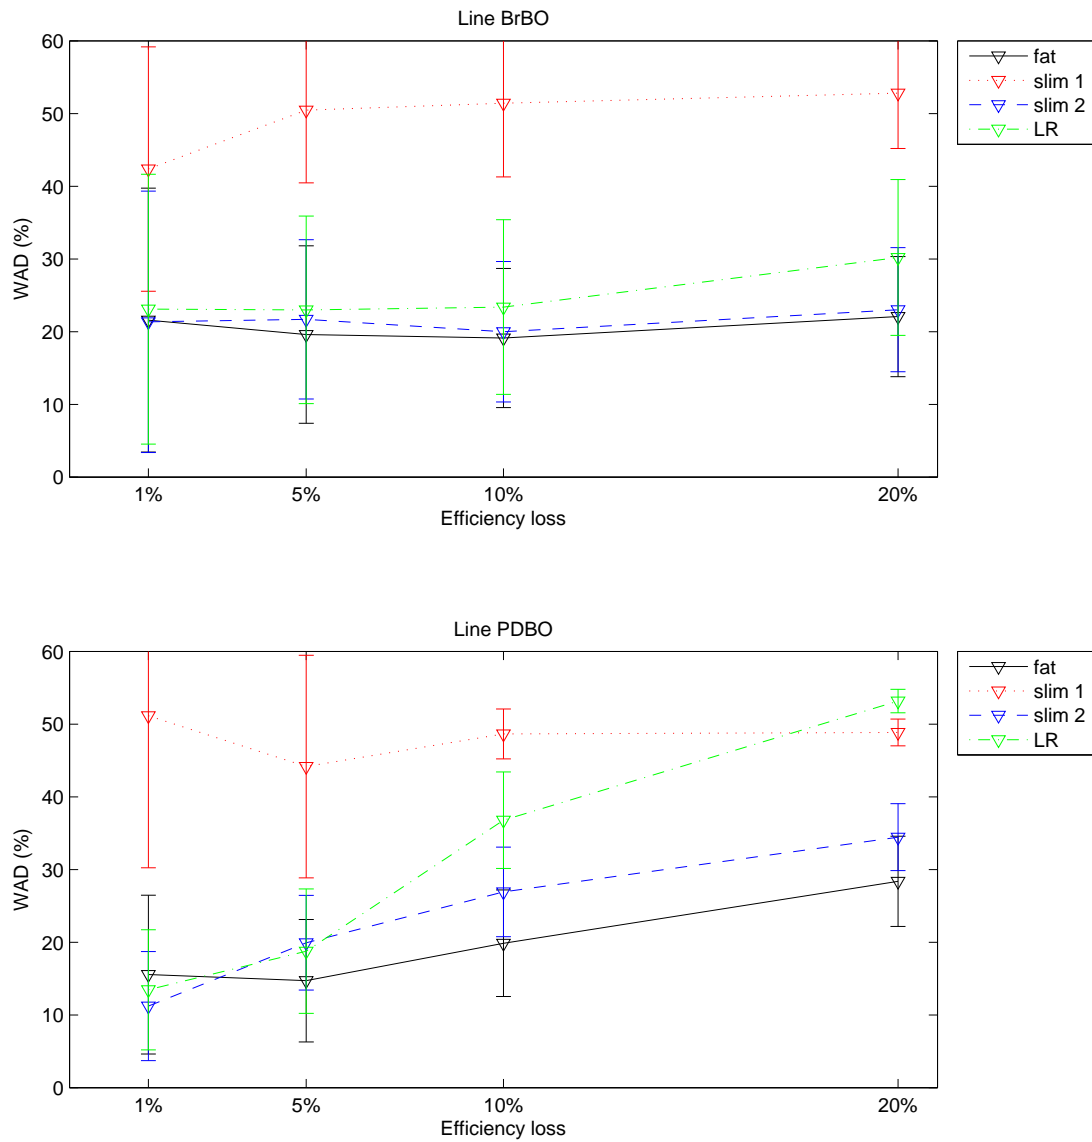 Line BrBO
60
50
40
30
20
10
0
WAD (%)
1% 5% 10% 20%
Efficiency loss
fat
slim 1
slim 2
LR
Line PDBO
60
50
40
30
20
10
0
WAD (%)
1% 5% 10% 20%
Efficiency loss
fat
slim 1
slim 2
LR